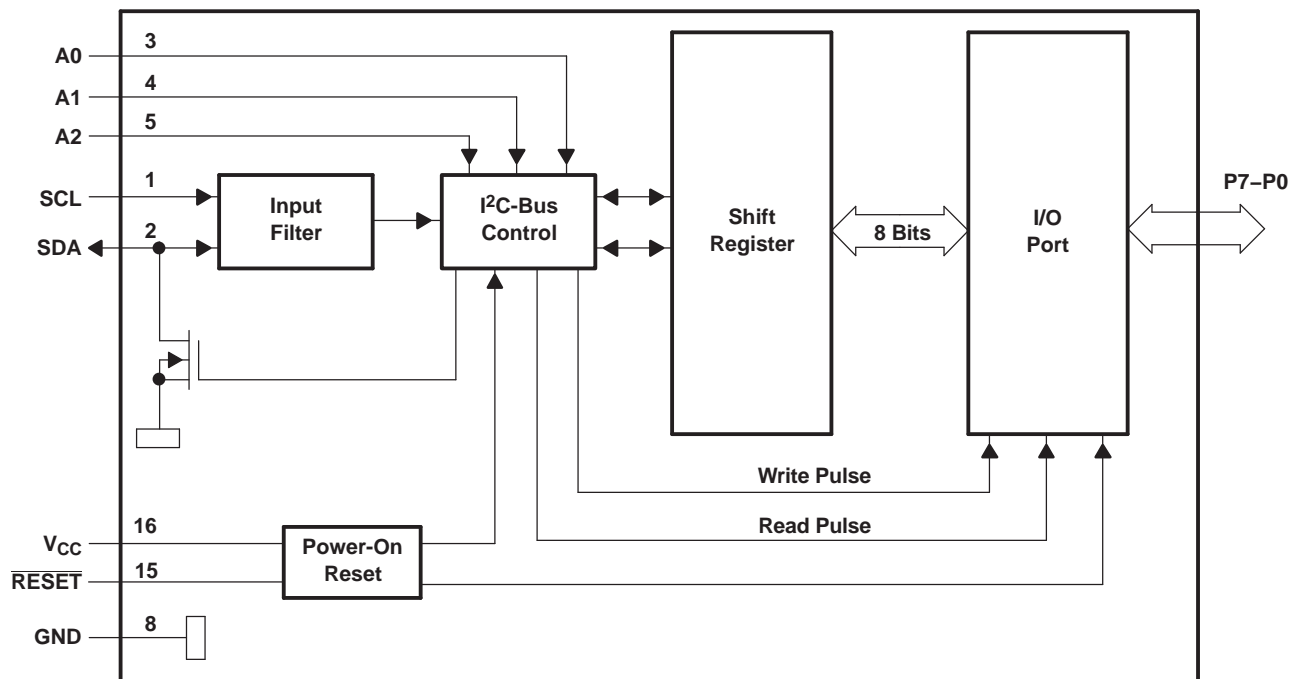 A0
3
A1
4
A2
5
SCL
1
SDA
2
Input
Filter
I²C-Bus
Control
Shift
Register
8 Bits
I/O
Port
P7–P0
Write Pulse
Read Pulse
VCC
16
RESET
15
Power-On
Reset
GND
8